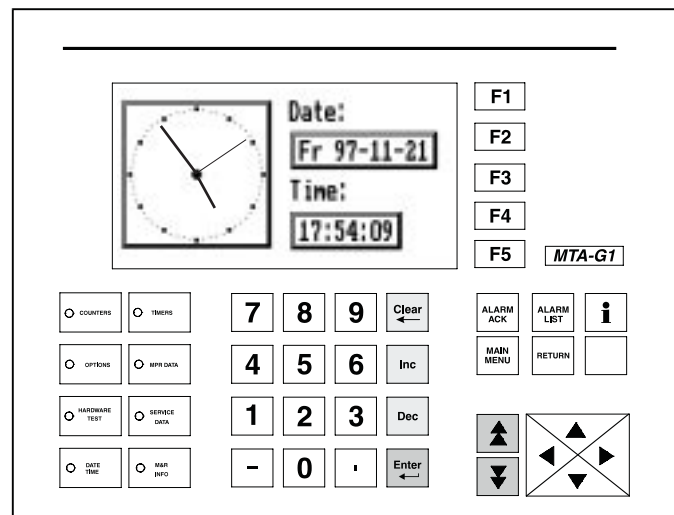 Date:
Fr 97-11-21
Time:
17:54:09
F1
F2
F3
F4
F5
MTA-G1
COUNTERS
TIMERS
OPTIONS
MPR DATA
HARDWARE
TEST
SERVICE
DATA
DATE
TIME
M&R
INFO
7 8 9 Clear
4 5 6 Inc
1 2 3 Dec
- 0 . Enter
ALARM
ACK
ALARM
LIST
i
MAIN
MENU
RETURN